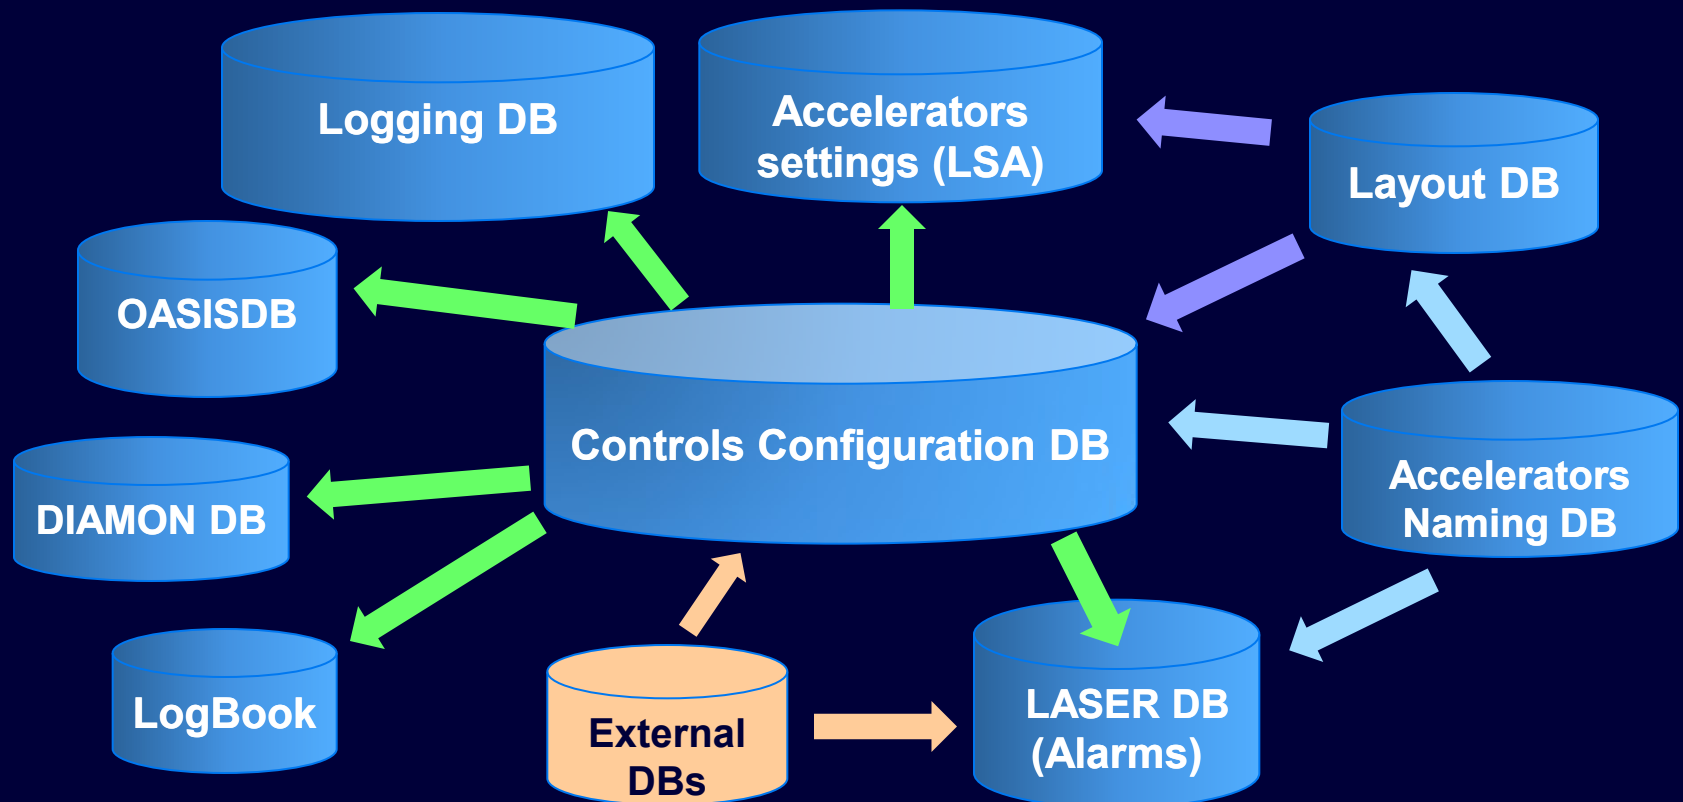 Logging DB
Accelerators
settings (LSA)
Layout DB
OASISDB
Controls Configuration DB
Accelerators
Naming DB
DIAMON DB
LogBook
External
DBs
LASER DB
(Alarms)